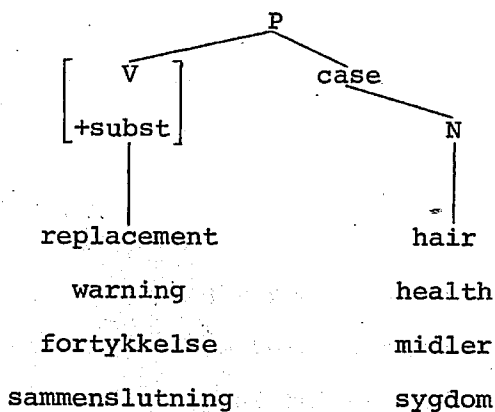 P
V case
+subst N
replacement hair
warning health
fortykkelse midler
sammenslutning sygdom